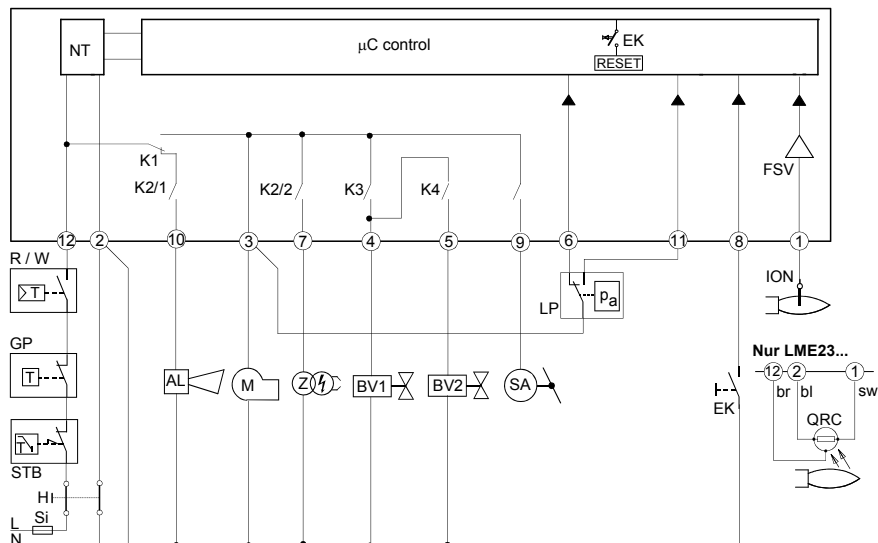 NT
μC control
EK
RESET
K1
K2/1
K2/2
K3
K4
FSV
12
2
10
3
7
4
5
9
6
11
8
1
R / W
T
LP
pa
ION
GP
T
AL
M
Z
BV1
BV2
SA
EK
Nur LME23...
12
2
1
br
bl
sw
QRC
T
STB
H
L
Si
N